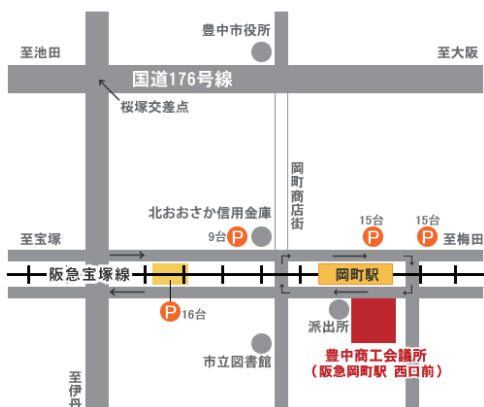 豊中市役所
至池田
至大阪
国道176号線
桜塚交差点
岡町商店街
北おおさか信用金庫
15台
15台
9台
P
P
P
至宝塚
至梅田
阪急宝塚線
岡町駅
P
16台
派出所
市立図書館
豊中商工会議所
(阪急岡町駅 西口前)
至伊丹